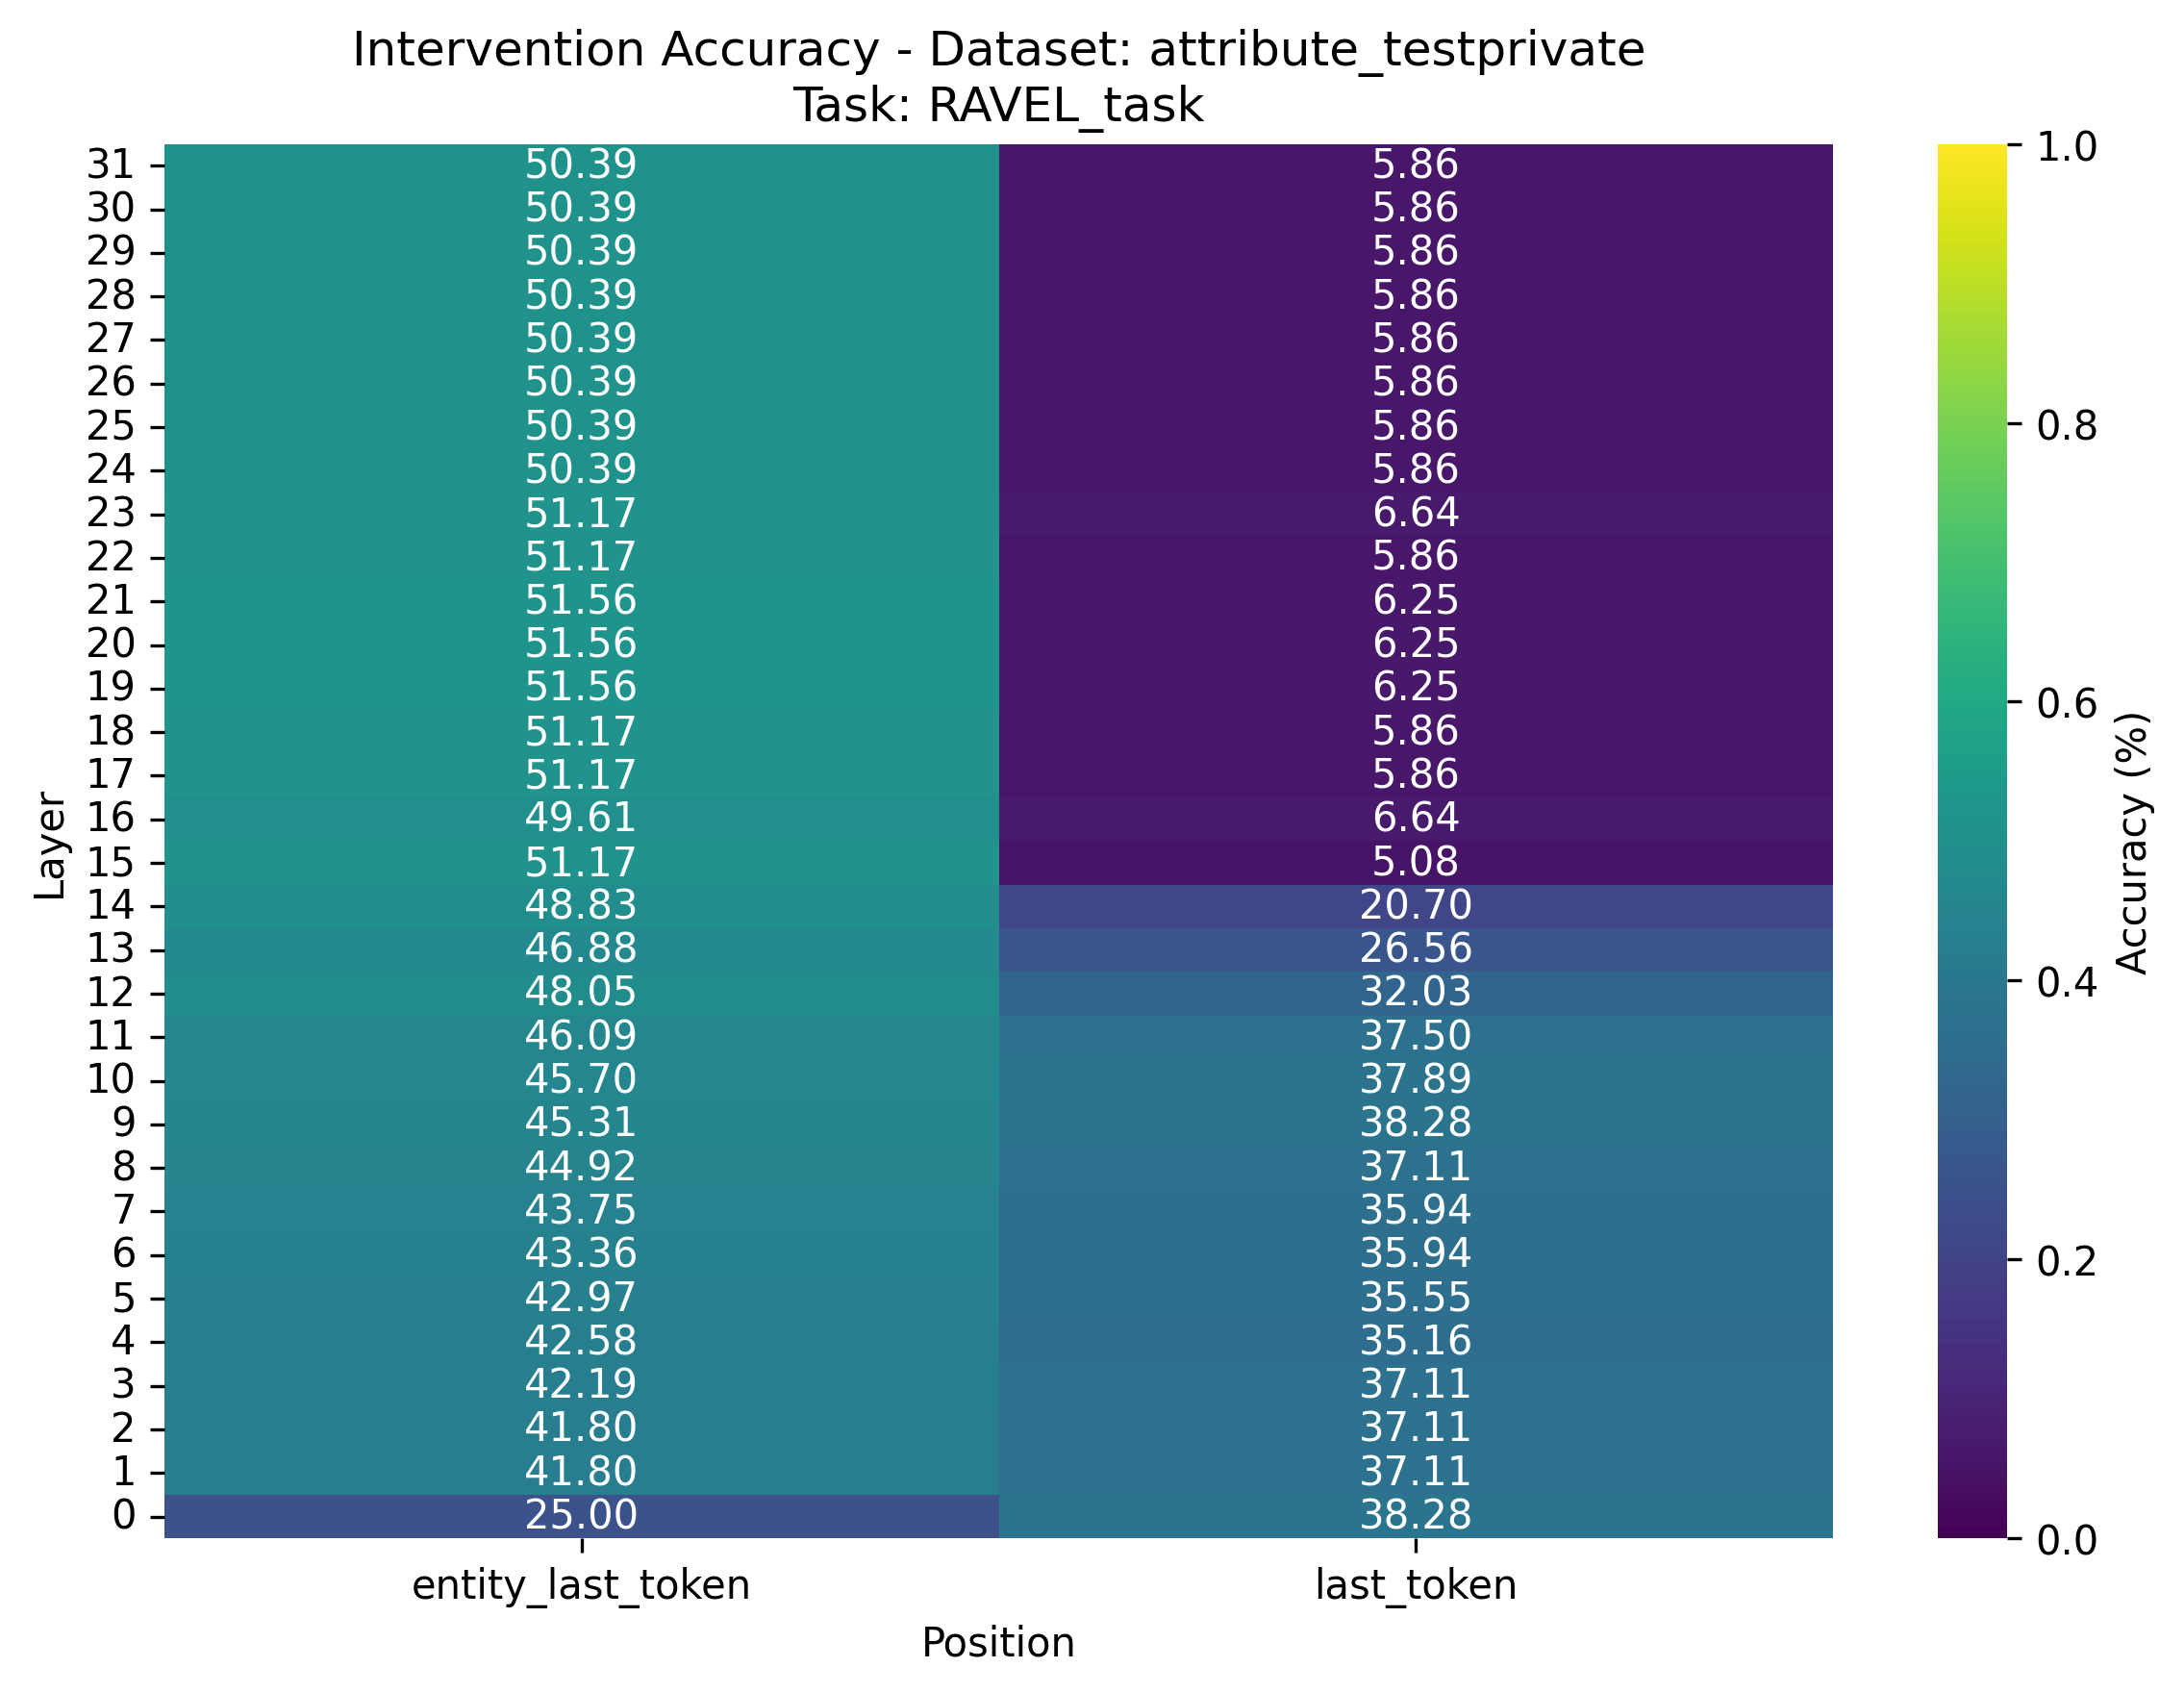 Intervention Accuracy - Dataset: attribute_testprivate
Task: RAVEL_task
31 50.39 5.86 1.0
30 50.39 5.86
29 50.39 5.86
28 50.39 5.86
27 50.39 5.86
26 50.39 5.86
25 50.39 5.86 0.8
24 50.39 5.86
23 51.17 6.64
22 51.17 5.86
21 51.56 6.25
20 51.56 6.25
19 51.56 6.25 0.6
18 51.17 5.86
17 51.17 5.86
16 49.61 6.64
15 51.17 5.08
14 48.83 20.70
13 46.88 26.56
12 48.05 32.03 0.4
11 46.09 37.50
10 45.70 37.89
9 45.31 38.28
8 44.92 37.11
7 43.75 35.94
6 43.36 35.94 0.2
5 42.97 35.55
4 42.58 35.16
3 42.19 37.11
2 41.80 37.11
1 41.80 37.11
0 25.00 38.28 0.0
Layer
Accuracy (%)
entity_last_token last_token
Position